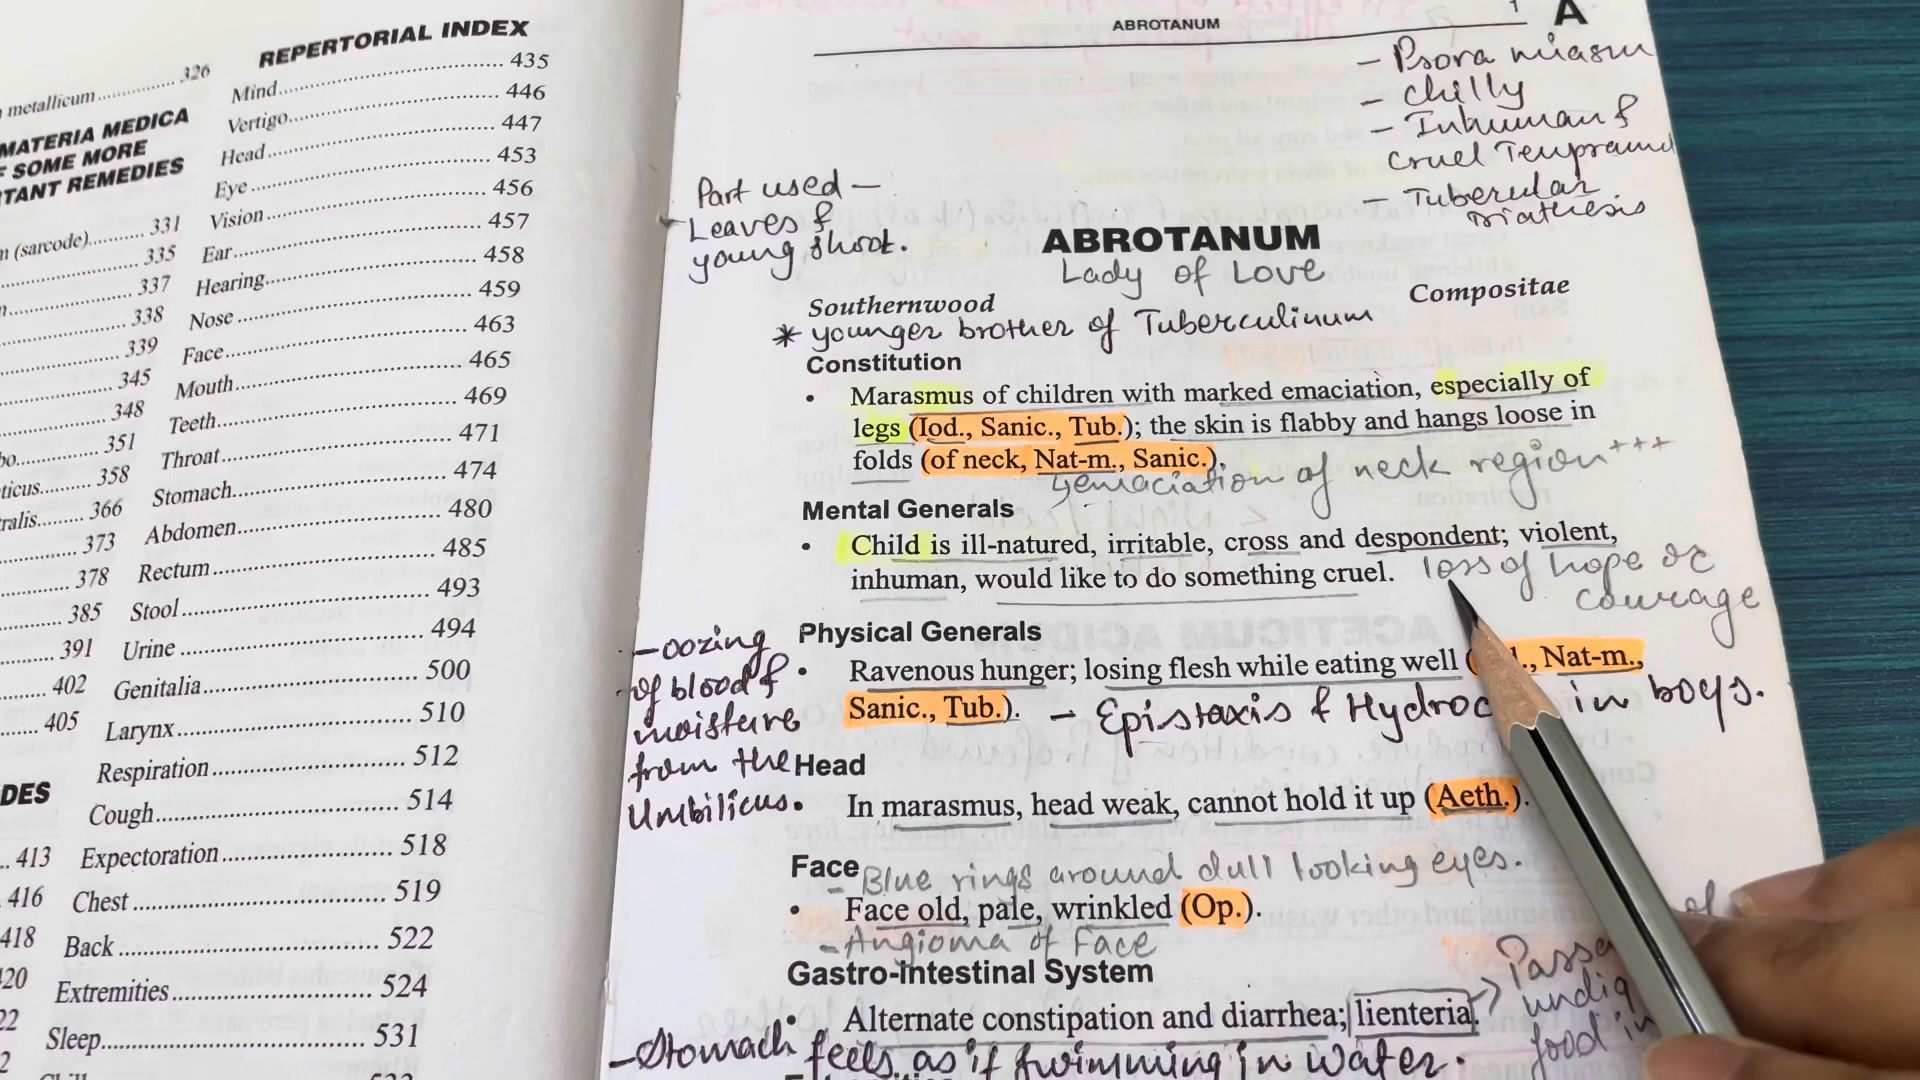 metallicum.................. 326
MATERIA MEDICA
SOME MORE
TANT REMEDIES
(sarcode)............ 331
335
337
338
339
345
348
351
358
366
373
378
385
391
402
405
DES
413
416
418
REPERTORIAL INDEX
Mind 435
Vertigo 446
Head 447
Eye 453
Vision 456
Ear 457
Hearing 458
Nose 459
Face 463
Mouth 465
Teeth 469
Throat 471
Stomach 474
Abdomen 480
Rectum 485
Stool 493
Urine 494
Genitalia 500
Larynx 510
Respiration 512
Cough 514
Expectoration 518
Chest 519
Back 522
Extremities 524
Sleep 531
ABROTANUM
1
A
- Psora miasm
- Chilly
- Inhuman &
Cruel
- Tubercular
Diathesis
Part used -
Leaves &
young shoot.
ABROTANUM
Lady of Love
Southernwood Compositae
* younger brother of Tuberculinum
Constitution
• Marasmus of children with marked emaciation, especially of
legs (Iod., Sanic., Tub.); the skin is flabby and hangs loose in
folds (of neck, Nat-m., Sanic.).
emaciation of neck region +++
Mental Generals
• Child is ill-natured, irritable, cross and despondent; violent,
inhuman, would like to do something cruel. loss of hope or
courage
- oozing
of blood &
moisture
from the
Umbilicus.
Physical Generals
• Ravenous hunger; losing flesh while eating well ( Nat-m.,
Sanic., Tub.). - Epistaxis & in boys.
Head
• In marasmus, head weak, cannot hold it up (Aeth.).
Face
- Blue rings around dull looking eyes.
• Face old, pale, wrinkled (Op.).
- Angioma of Face
Gastro-Intestinal System
• Alternate constipation and diarrhea; lienteria.
food in
- Stomach feels as if swimming in water.